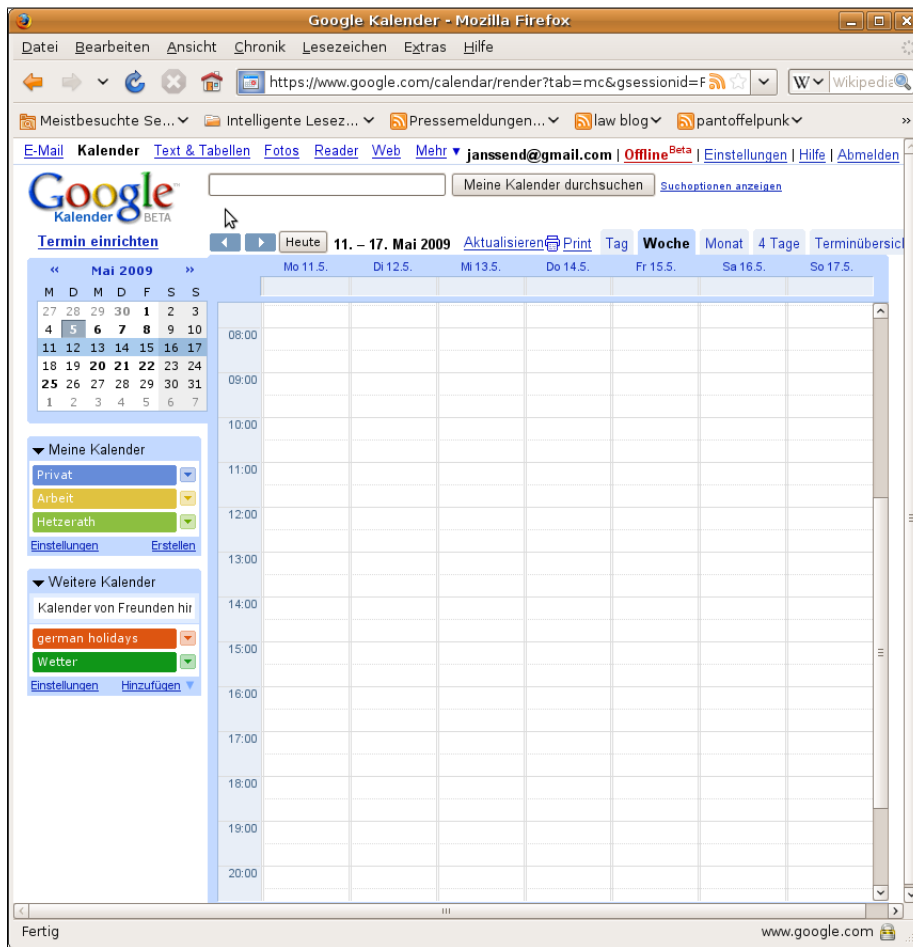 Google Kalender - Mozilla Firefox
Datei Bearbeiten Ansicht Chronik Lesezeichen Extras Hilfe
https://www.google.com/calendar/render?tab=mc&gsessionid=F W Wikipedia
Meistbesuchte Se... Intelligente Lesez... Pressemeldungen... law blog pantoffelpunk »
E-Mail Kalender Text & Tabellen Fotos Reader Web Mehr ▼ janssend@gmail.com | Offline Beta | Einstellungen | Hilfe | Abmelden
Google™ Kalender BETA
Meine Kalender durchsuchen Suchoptionen anzeigen
Termin einrichten
Heute 11. – 17. Mai 2009 Aktualisieren Print Tag Woche Monat 4 Tage Terminübersicl
« Mai 2009 »
M D M D F S S
27 28 29 30 1 2 3
4 5 6 7 8 9 10
11 12 13 14 15 16 17
18 19 20 21 22 23 24
25 26 27 28 29 30 31
1 2 3 4 5 6 7
Meine Kalender
Privat
Arbeit
Hetzerath
Einstellungen Erstellen
Weitere Kalender
Kalender von Freunden hir
german holidays
Wetter
Einstellungen Hinzufügen ▼
Mo 11.5. Di 12.5. Mi 13.5. Do 14.5. Fr 15.5. Sa 16.5. So 17.5.
08:00
09:00
10:00
11:00
12:00
13:00
14:00
15:00
16:00
17:00
18:00
19:00
20:00
Fertig www.google.com